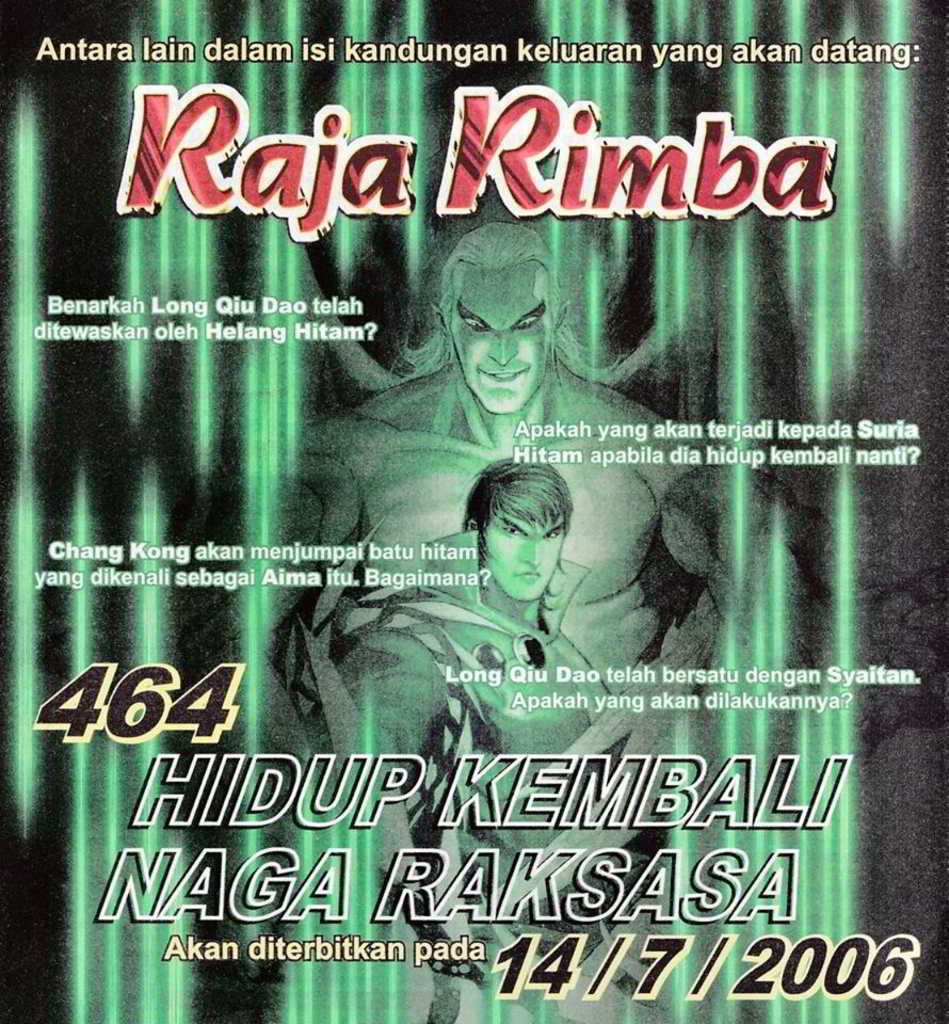 Antara lain dalam isi kandungan keluaran yang akan datang:
Raja Rimba
Benarkah Long Qiu Dao telah
ditewaskan oleh Helang Hitam?
Apakah yang akan terjadi kepada Suria
Hitam apabila dia hidup kembali nanti?
Chang Kong akan menjumpai batu hitam
yang dikenali sebagai Aima itu. Bagaimana?
Long Qiu Dao telah bersatu dengan Syaitan.
Apakah yang akan dilakukannya?
464
HIDUP KEMBALI
NAGA RAKSASA
Akan diterbitkan pada 14/7/2006